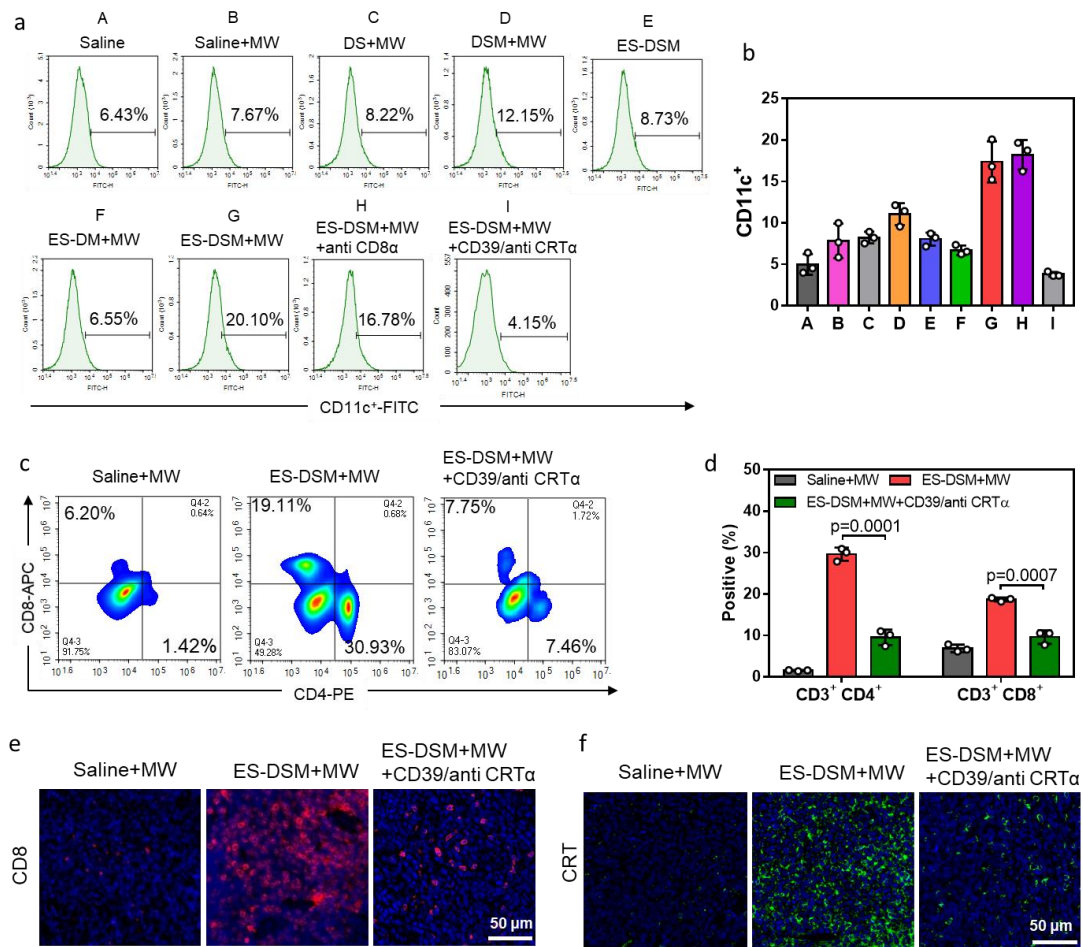 a
A
B
C
D
E
Saline
Saline+MW
DS+MW
DSM+MW
ES-DSM
6.43%
7.67%
8.22%
12.15%
8.73%
F
G
H
I
ES-DM+MW
ES-DSM+MW
ES-DSM+MW
+anti CD8α
ES-DSM+MW
+CD39/anti CRTα
6.55%
20.10%
16.78%
4.15%
Count (10³)
Count
FITC-H
CD11c⁺-FITC
b
CD11c⁺
25
20
15
10
5
0
A B C D E F G H I
c
Saline+MW
ES-DSM+MW
ES-DSM+MW
+CD39/anti CRTα
6.20%
Q4-2
0.64%
19.11%
Q4-2
0.68%
7.75%
Q4-2
1.72%
Q4-3
91.75%
1.42%
Q4-3
49.28%
30.93%
Q4-3
83.07%
7.46%
CD8-APC
CD4-PE
d
Saline+MW
ES-DSM+MW
ES-DSM+MW+CD39/anti CRTα
p=0.0001
p=0.0007
Positive (%)
50
40
30
20
10
0
CD3⁺ CD4⁺
CD3⁺ CD8⁺
e
Saline+MW
ES-DSM+MW
ES-DSM+MW
+CD39/anti CRTα
CD8
50 µm
f
Saline+MW
ES-DSM+MW
ES-DSM+MW
+CD39/anti CRTα
CRT
50 µm